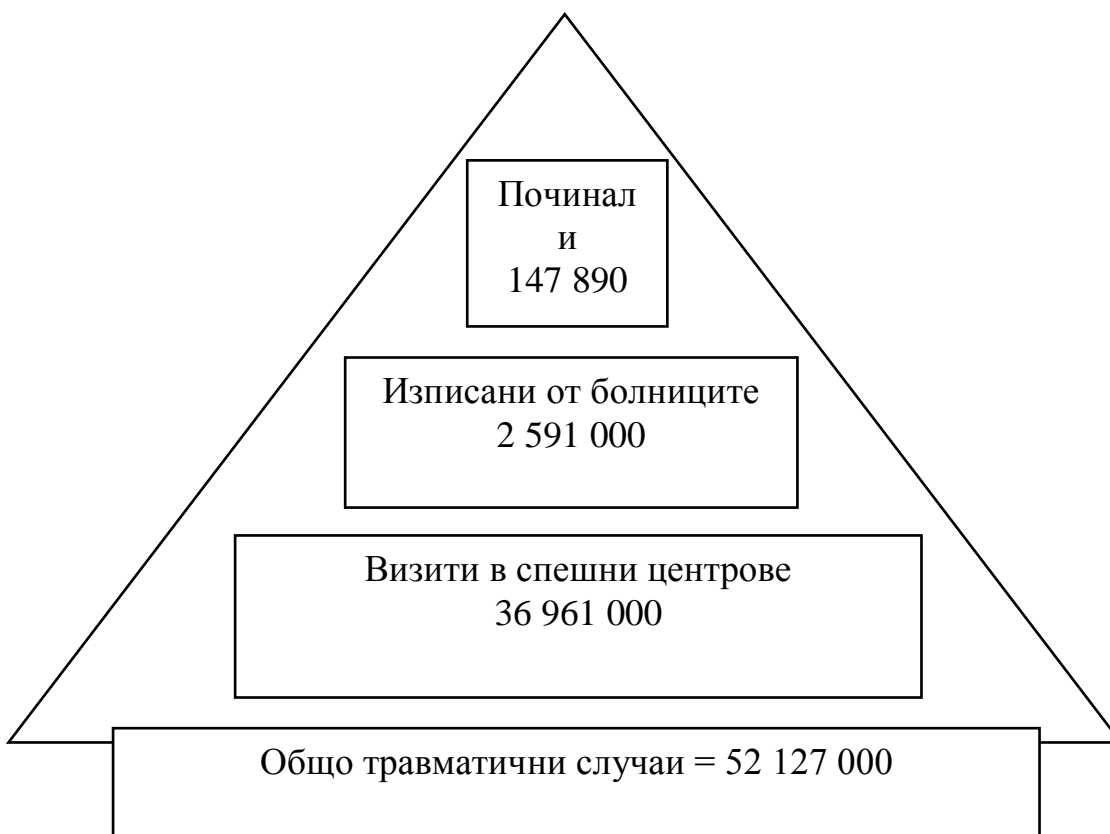 Починал
и
147 890
Изписани от болниците
2 591 000
Визити в спешни центрове
36 961 000
Общо травматични случаи = 52 127 000